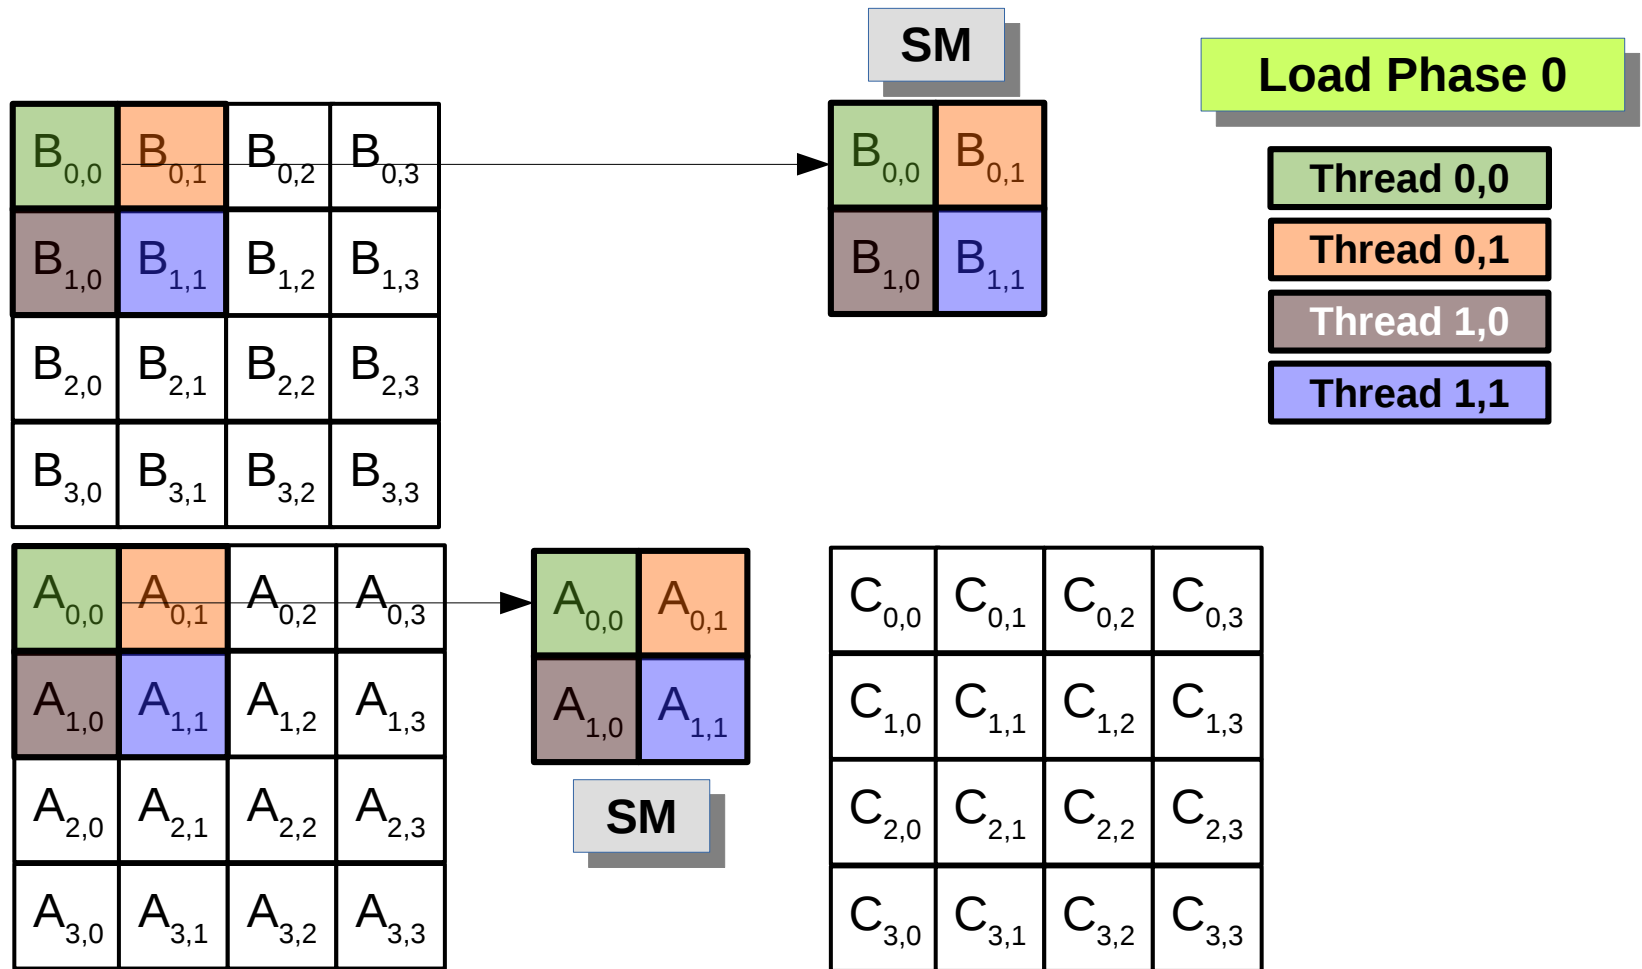 SM
Load Phase 0
B0,0 B0,1 B0,2 B0,3
B1,0 B1,1 B1,2 B1,3
B2,0 B2,1 B2,2 B2,3
B3,0 B3,1 B3,2 B3,3
B0,0 B0,1
B1,0 B1,1
Thread 0,0
Thread 0,1
Thread 1,0
Thread 1,1
A0,0 A0,1 A0,2 A0,3
A1,0 A1,1 A1,2 A1,3
A2,0 A2,1 A2,2 A2,3
A3,0 A3,1 A3,2 A3,3
A0,0 A0,1
A1,0 A1,1
SM
C0,0 C0,1 C0,2 C0,3
C1,0 C1,1 C1,2 C1,3
C2,0 C2,1 C2,2 C2,3
C3,0 C3,1 C3,2 C3,3